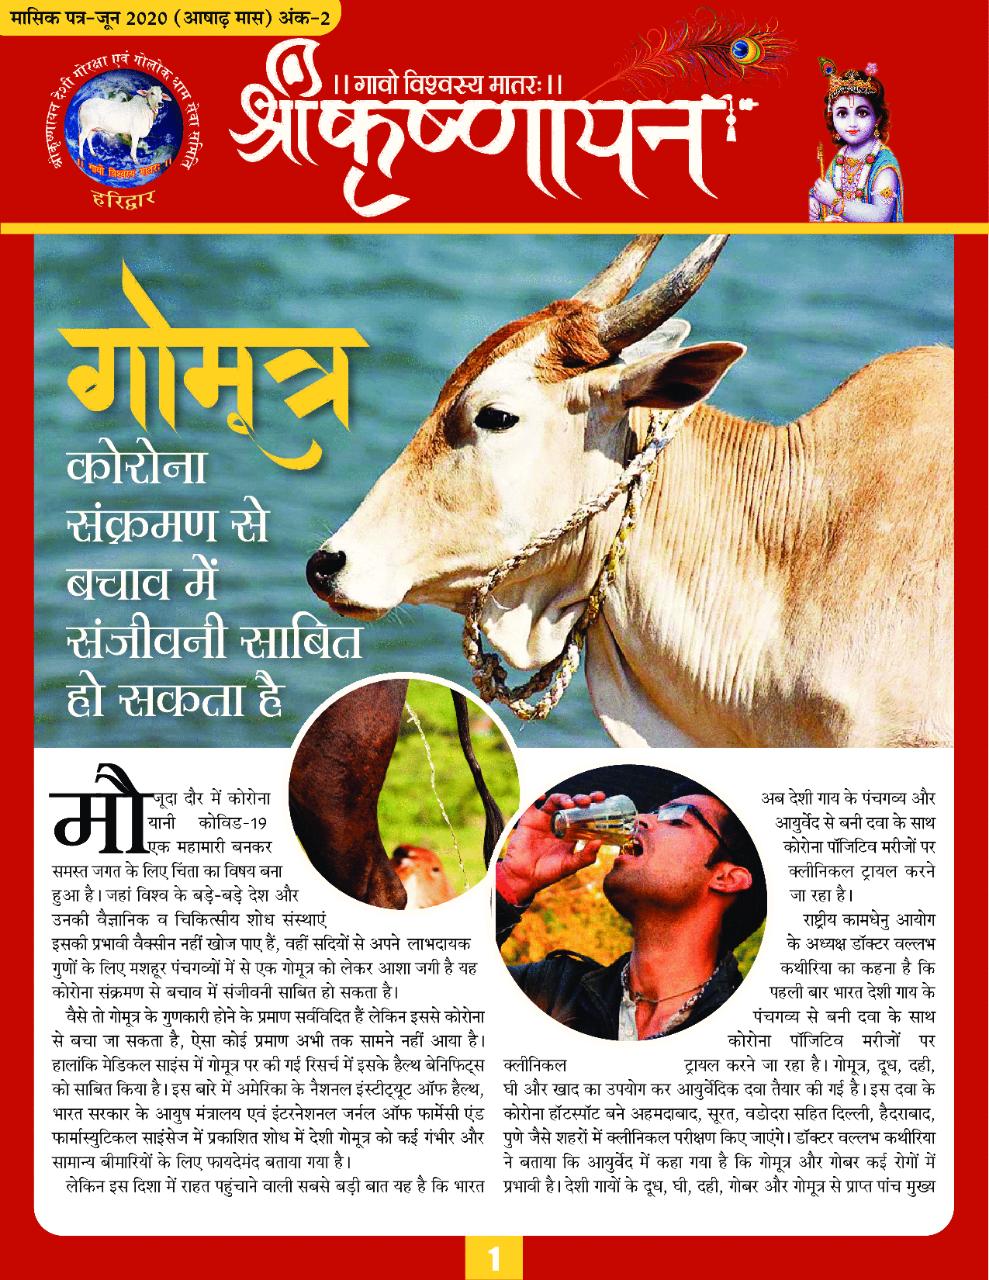 मासिक पत्र-जून 2020 (आषाढ़ मास) अंक-2
श्रीकृष्णायन देशी गोरक्षा एवं गोलोक धाम सेवा समिति
।। गावो विश्वस्य मातरः ।।
हरिद्वार
।। गावो विश्वस्य मातरः ।।
श्रीकृष्णायन
गोमूत्र
कोरोना
संक्रमण से
बचाव में
संजीवनी साबित
हो सकता है
मौजूदा दौर में कोरोना
यानी कोविड-19
एक महामारी बनकर
समस्त जगत के लिए चिंता का विषय बना
हुआ है। जहां विश्व के बड़े-बड़े देश और
उनकी वैज्ञानिक व चिकित्सीय शोध संस्थाएं
इसकी प्रभावी वैक्सीन नहीं खोज पाए हैं, वहीं सदियों से अपने लाभदायक
गुणों के लिए मशहूर पंचगव्यों में से एक गोमूत्र को लेकर आशा जगी है यह
कोरोना संक्रमण से बचाव में संजीवनी साबित हो सकता है।
वैसे तो गोमूत्र के गुणकारी होने के प्रमाण सर्वविदित हैं लेकिन इससे कोरोना
से बचा जा सकता है, ऐसा कोई प्रमाण अभी तक सामने नहीं आया है।
हालांकि मेडिकल साइंस में गोमूत्र पर की गई रिसर्च में इसके हैल्थ बेनिफिट्स
को साबित किया है। इस बारे में अमेरिका के नैशनल इंस्टीट्यूट ऑफ हैल्थ,
भारत सरकार के आयुष मंत्रालय एवं इंटरनेशनल जर्नल ऑफ फार्मेसी एंड
फार्मास्युटिकल साइंसेज में प्रकाशित शोध में देशी गोमूत्र को कई गंभीर और
सामान्य बीमारियों के लिए फायदेमंद बताया गया है।
लेकिन इस दिशा में राहत पहुंचाने वाली सबसे बड़ी बात यह है कि भारत
अब देशी गाय के पंचगव्य और
आयुर्वेद से बनी दवा के साथ
कोरोना पॉजिटिव मरीजों पर
क्लीनिकल ट्रायल करने
जा रहा है।
राष्ट्रीय कामधेनु आयोग
के अध्यक्ष डॉक्टर वल्लभ
कथीरिया का कहना है कि
पहली बार भारत देशी गाय के
पंचगव्य से बनी दवा के साथ
कोरोना पॉजिटिव मरीजों पर
क्लीनिकल ट्रायल करने जा रहा है। गोमूत्र, दूध, दही,
घी और खाद का उपयोग कर आयुर्वेदिक दवा तैयार की गई है। इस दवा के
कोरोना हॉटस्पॉट बने अहमदाबाद, सूरत, वडोदरा सहित दिल्ली, हैदराबाद,
पुणे जैसे शहरों में क्लीनिकल परीक्षण किए जाएंगे। डॉक्टर वल्लभ कथीरिया
ने बताया कि आयुर्वेद में कहा गया है कि गोमूत्र और गोबर कई रोगों में
प्रभावी है। देशी गायों के दूध, घी, दही, गोबर और गोमूत्र से प्राप्त पांच मुख्य
1